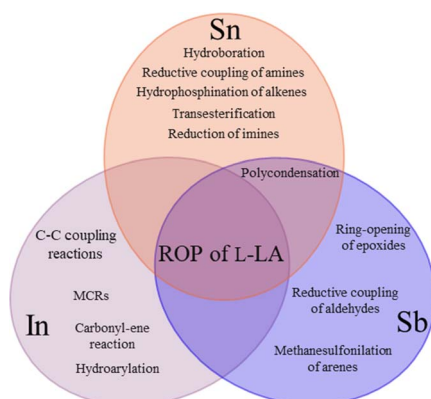 Sn
Hydroboration
Reductive coupling of amines
Hydrophosphination of alkenes
Transesterification
Reduction of imines
Polycondensation
C-C coupling
reactions
Ring-opening
of epoxides
ROP of L-LA
MCRs
Reductive coupling
of aldehydes
In
Sb
Carbonyl-ene
reaction
Hydroarylation
Methanesulfonilation
of arenes